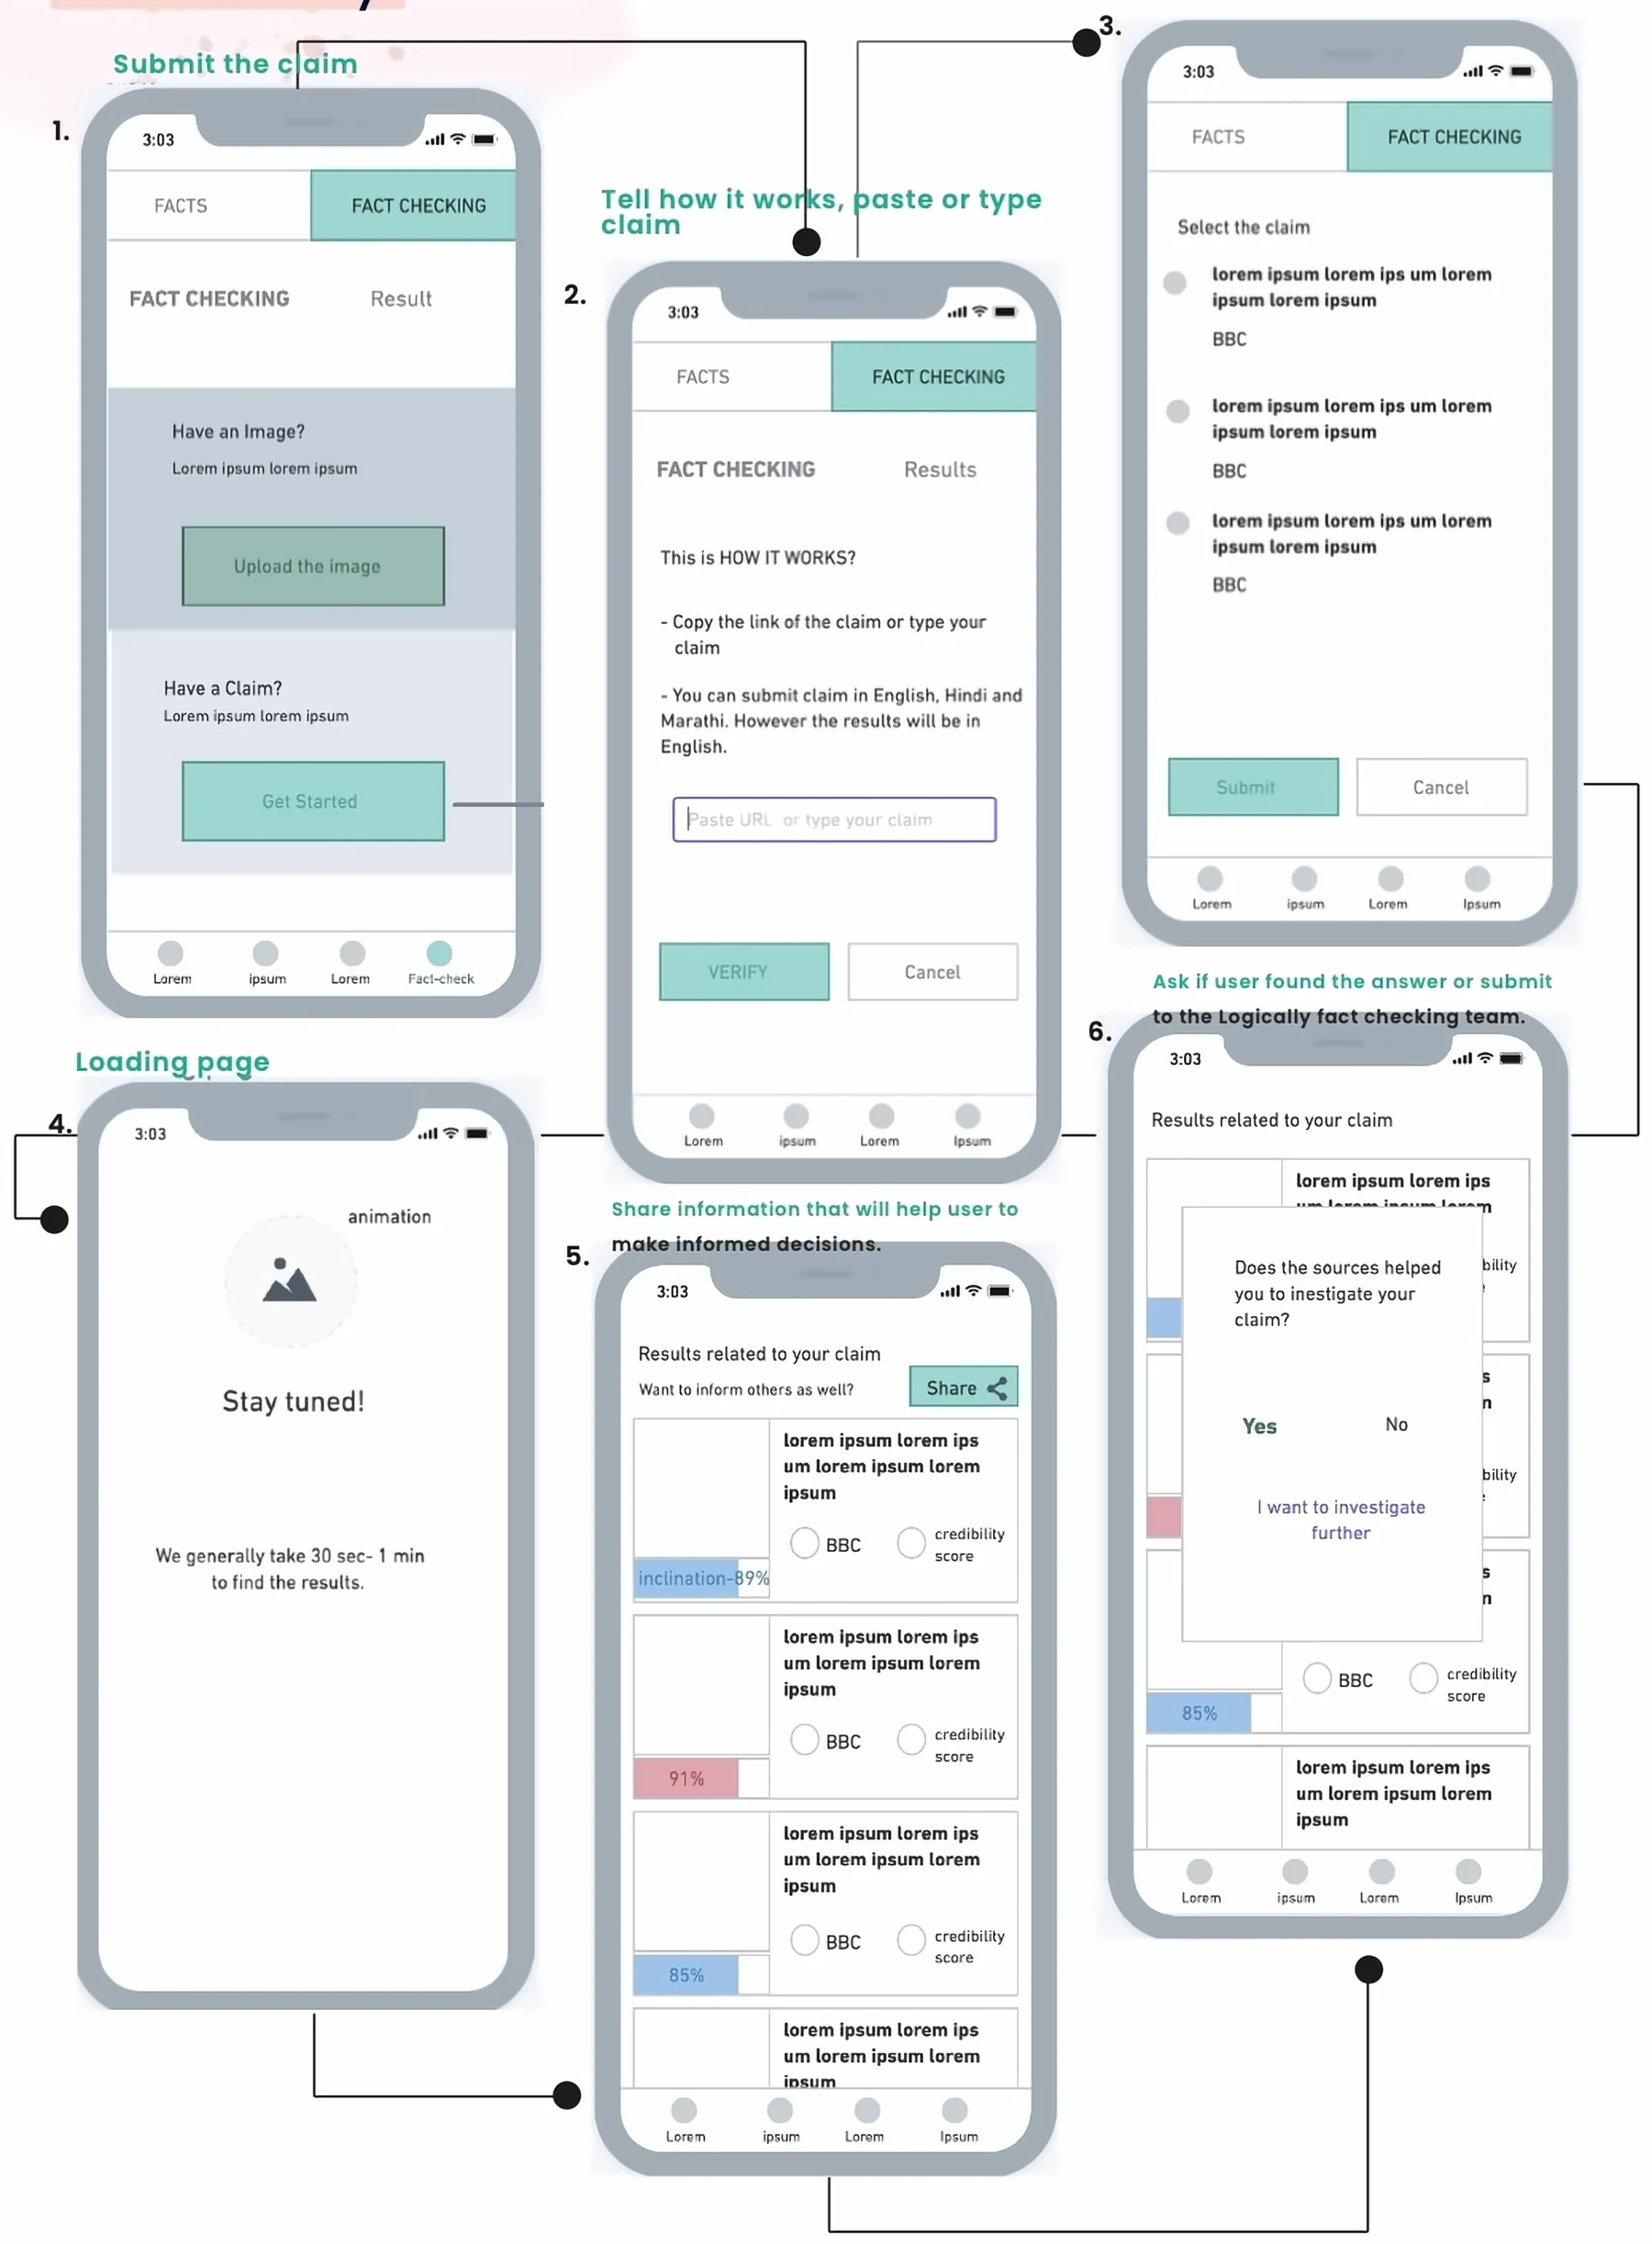 Submit the claim
1.
3:03
FACTS
FACT CHECKING
FACT CHECKING
Result
Have an Image?
Lorem ipsum lorem ipsum
Upload the image
Have a Claim?
Lorem ipsum lorem ipsum
Get Started
Lorem
ipsum
Lorem
Fact-check
Tell how it works, paste or type
claim
2.
3:03
FACTS
FACT CHECKING
FACT CHECKING
Results
This is HOW IT WORKS?
- Copy the link of the claim or type your
claim
- You can submit claim in English, Hindi and
Marathi. However the results will be in
English.
Paste URL or type your claim
VERIFY
Cancel
Lorem
ipsum
Lorem
Ipsum
3.
3:03
FACTS
FACT CHECKING
Select the claim
lorem ipsum lorem ips um lorem
ipsum lorem ipsum
BBC
lorem ipsum lorem ips um lorem
ipsum lorem ipsum
BBC
lorem ipsum lorem ips um lorem
ipsum lorem ipsum
BBC
Submit
Cancel
Lorem
ipsum
Lorem
Ipsum
Loading page
4.
3:03
animation
Stay tuned!
We generally take 30 sec- 1 min
to find the results.
Share information that will help user to
make informed decisions.
5.
3:03
Results related to your claim
Want to inform others as well?
Share
lorem ipsum lorem ips
um lorem ipsum lorem
ipsum
BBC
credibility
score
inclination-89%
lorem ipsum lorem ips
um lorem ipsum lorem
ipsum
BBC
credibility
score
91%
lorem ipsum lorem ips
um lorem ipsum lorem
ipsum
BBC
credibility
score
85%
lorem ipsum lorem ips
um lorem ipsum lorem
ipsum
Lorem
ipsum
Lorem
Ipsum
Ask if user found the answer or submit
to the Logically fact checking team.
6.
3:03
Results related to your claim
lorem ipsum lorem ips
um lorem ipsum lorem
Does the sources helped
you to inestigate your
claim?
Yes
No
I want to investigate
further
BBC
credibility
score
85%
lorem ipsum lorem ips
um lorem ipsum lorem
ipsum
Lorem
ipsum
Lorem
Ipsum